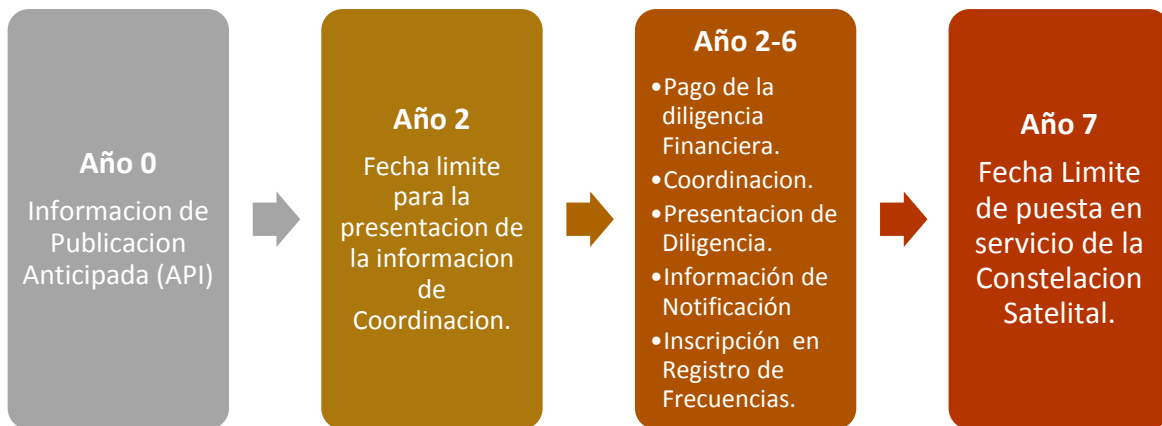 Año 0
Informacion de
Publicacion
Anticipada (API)
Año 2
Fecha limite
para la
presentacion de
la informacion
de
Coordinacion.
Año 2-6
•Pago de la
diligencia
Financiera.
•Coordinacion.
•Presentacion de
Diligencia.
•Información de
Notificación
•Inscripción en
Registro de
Frecuencias.
Año 7
Fecha Limite
de puesta en
servicio de la
Constelacion
Satelital.